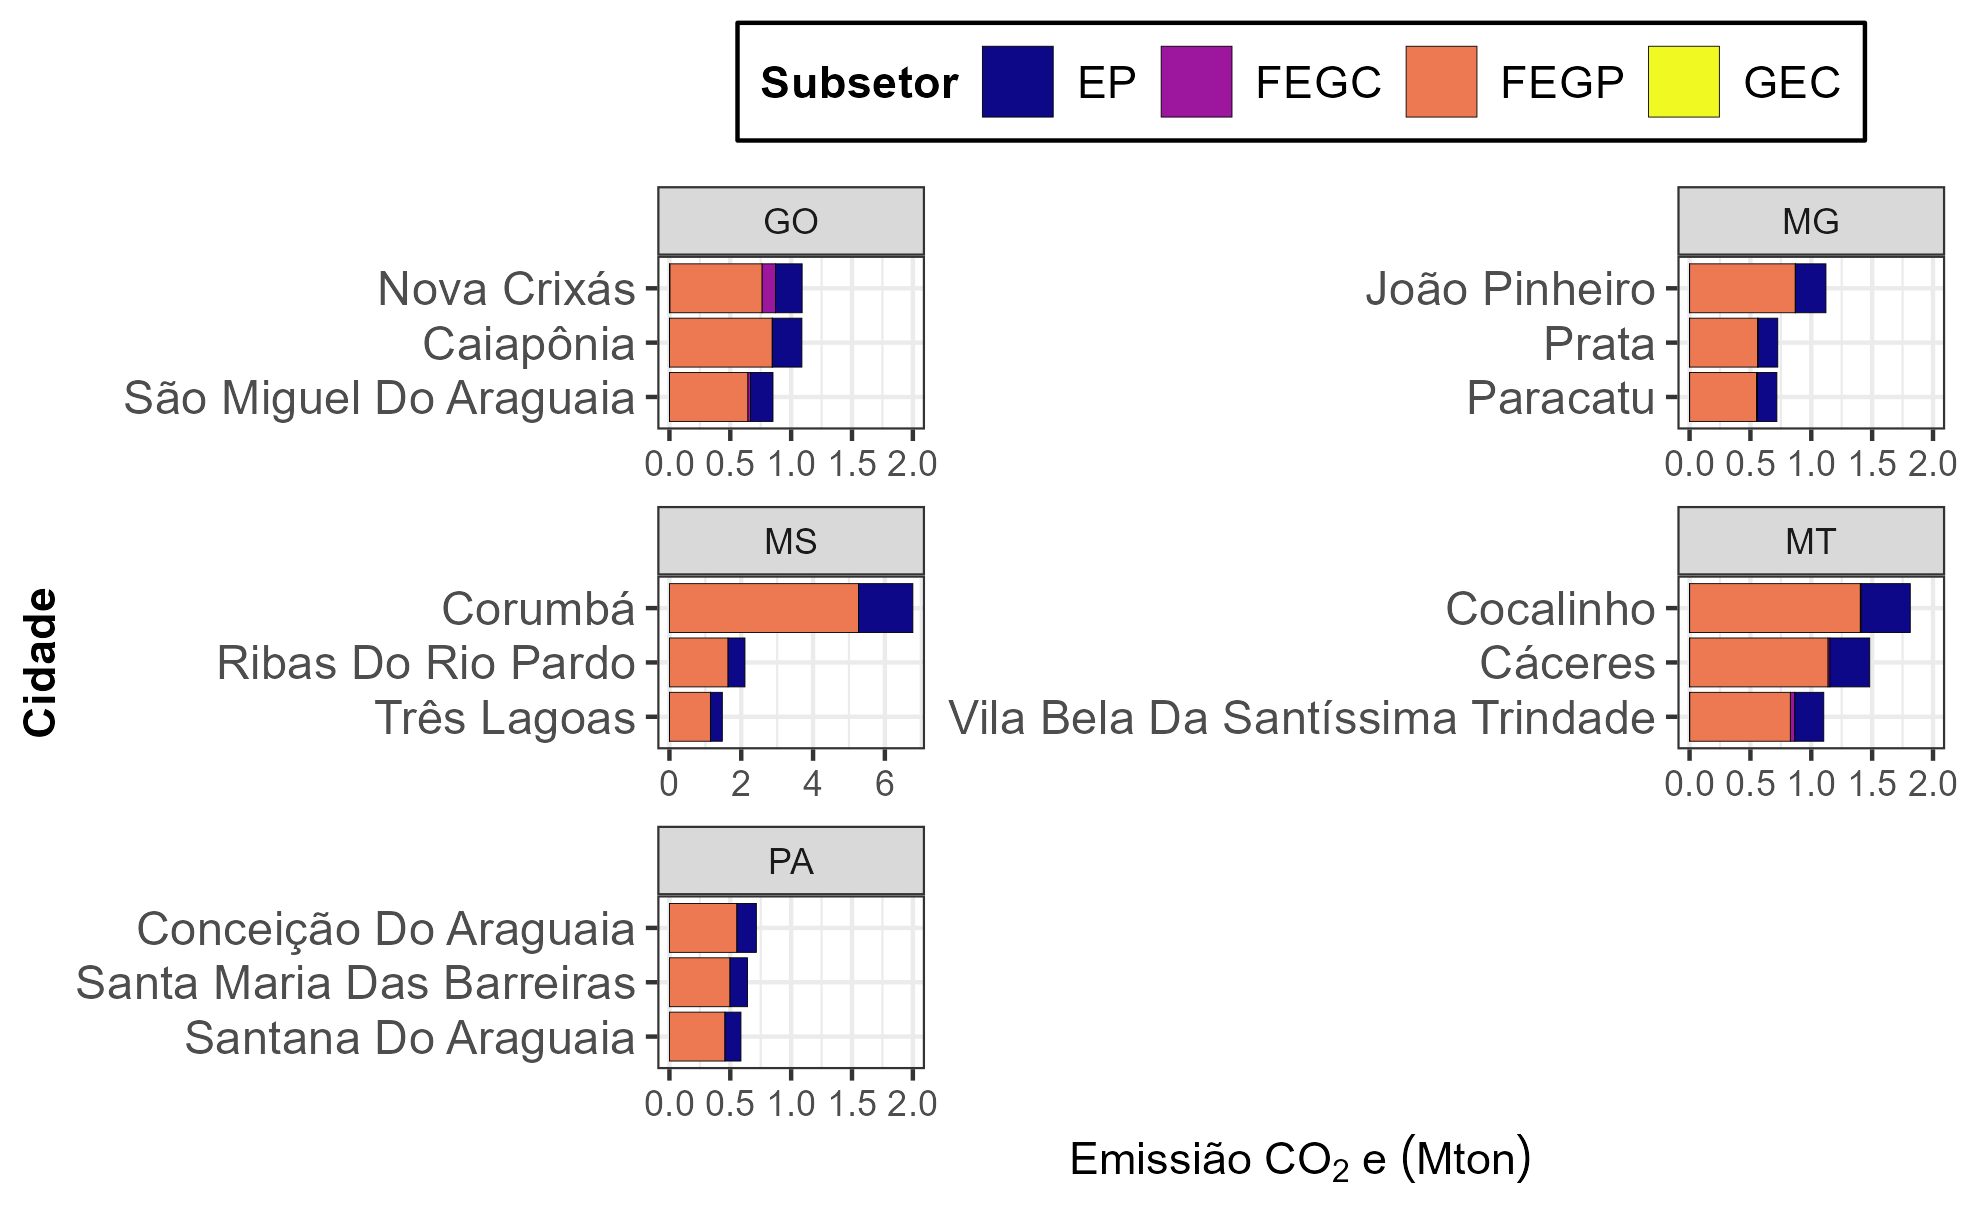 Subsetor EP FEGC FEGP GEC
GO
Nova Crixás
Caiapônia
São Miguel Do Araguaia
0.0 0.5 1.0 1.5 2.0
MG
João Pinheiro
Prata
Paracatu
0.0 0.5 1.0 1.5 2.0
Cidade
MS
Corumbá
Ribas Do Rio Pardo
Três Lagoas
0 2 4 6
MT
Cocalinho
Cáceres
Vila Bela Da Santíssima Trindade
0.0 0.5 1.0 1.5 2.0
PA
Conceição Do Araguaia
Santa Maria Das Barreiras
Santana Do Araguaia
0.0 0.5 1.0 1.5 2.0
Emissião CO₂ e (Mton)